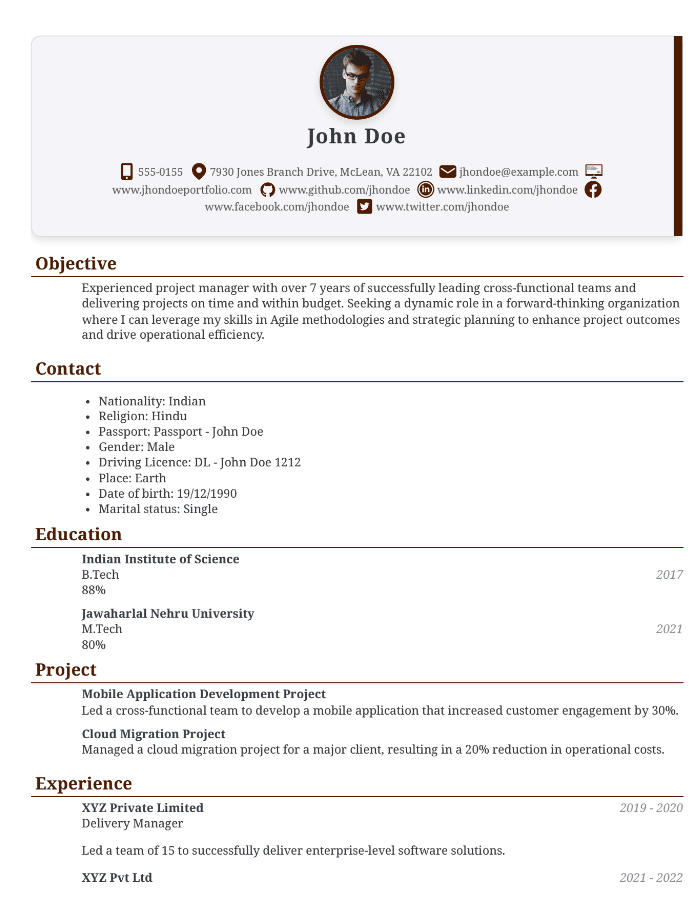 John Doe
555-0155 7930 Jones Branch Drive, McLean, VA 22102 jhondoe@example.com
www.jhondoeportfolio.com www.github.com/jhondoe www.linkedin.com/jhondoe
www.facebook.com/jhondoe www.twitter.com/jhondoe
Objective
Experienced project manager with over 7 years of successfully leading cross-functional teams and
delivering projects on time and within budget. Seeking a dynamic role in a forward-thinking organization
where I can leverage my skills in Agile methodologies and strategic planning to enhance project outcomes
and drive operational efficiency.
Contact
• Nationality: Indian
• Religion: Hindu
• Passport: Passport - John Doe
• Gender: Male
• Driving Licence: DL - John Doe 1212
• Place: Earth
• Date of birth: 19/12/1990
• Marital status: Single
Education
Indian Institute of Science
B.Tech 2017
88%
Jawaharlal Nehru University
M.Tech 2021
80%
Project
Mobile Application Development Project
Led a cross-functional team to develop a mobile application that increased customer engagement by 30%.
Cloud Migration Project
Managed a cloud migration project for a major client, resulting in a 20% reduction in operational costs.
Experience
XYZ Private Limited 2019 - 2020
Delivery Manager
Led a team of 15 to successfully deliver enterprise-level software solutions.
XYZ Pvt Ltd 2021 - 2022